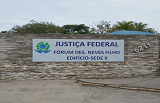 JUSTIÇA FEDERAL
FÓRUM DES. NEVES FILHO
EDIFÍCIO-SEDE II